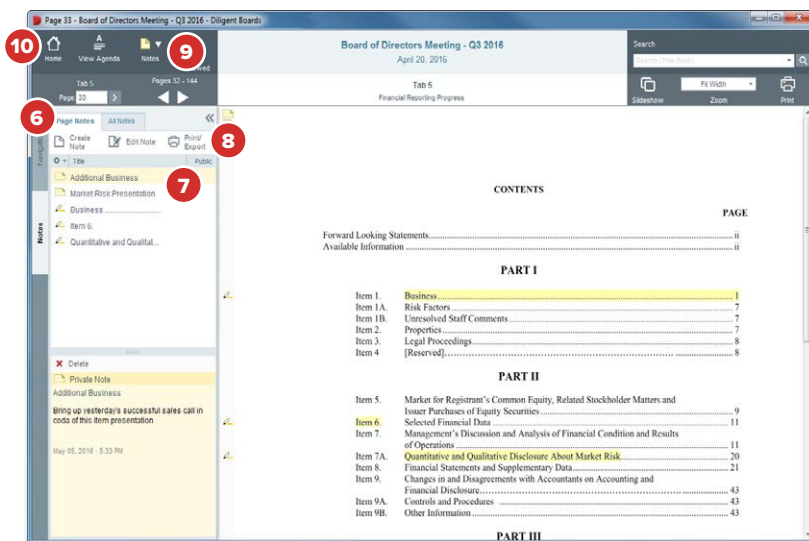 Page 33 - Board of Directors Meeting - Q3 2016 - Diligent Boards
10
Home
View Agenda
Notes
9
Board of Directors Meeting - Q3 2016
April 20, 2016
Search
Search (This Book)
Tab 5
Pages 32 - 144
Page 33
Tab 5
Financial Reporting Progress
Slideshow
Fit Width
Zoom
Print
6
Page Notes
All Notes
Create Note
Edit Note
Print/Export
8
Title
Public
7
Additional Business
Market Risk Presentation
Business ............................
Item 6.
Quantitative and Qualitat...
Notes
Delete
Private Note
Additional Business
Bring up yesterday's successful sales call in
coda of this item presentation
May 05, 2016 - 5:33 PM
CONTENTS
PAGE
Forward Looking Statements ii
Available Information ii
PART I
Item 1. Business 1
Item 1A. Risk Factors 7
Item 1B. Unresolved Staff Comments 7
Item 2. Properties 7
Item 3. Legal Proceedings 8
Item 4 [Reserved] 8
PART II
Item 5. Market for Registrant's Common Equity, Related Stockholder Matters and
Issuer Purchases of Equity Securities 9
Item 6. Selected Financial Data 11
Item 7. Management's Discussion and Analysis of Financial Condition and Results
of Operations 11
Item 7A. Quantitative and Qualitative Disclosure About Market Risk 20
Item 8. Financial Statements and Supplementary Data 21
Item 9. Changes in and Disagreements with Accountants on Accounting and
Financial Disclosure 43
Item 9A. Controls and Procedures 43
Item 9B. Other Information 43
PART III